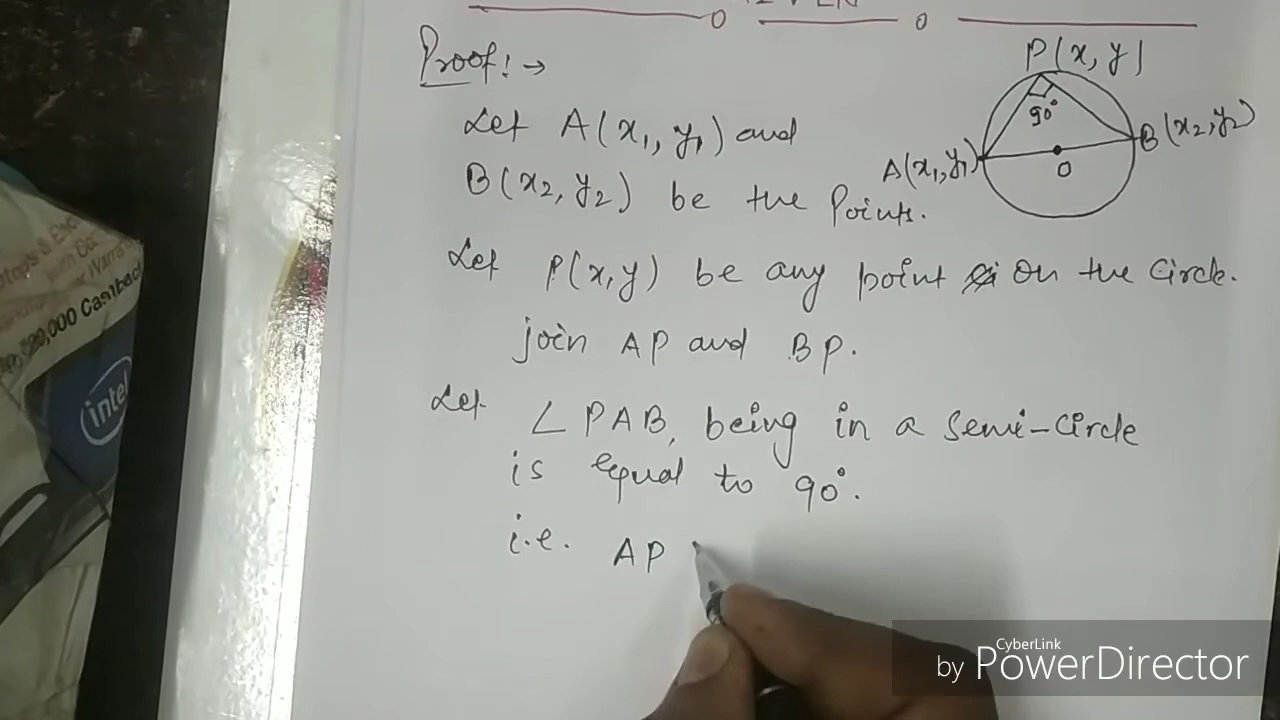 Proof:→
P(x, y)
90°
Let A(x₁, y₁) and
B(x₂, y₂)
A(x₁, y₁)
O
B(x₂, y₂) be the Points.
Let P(x, y) be any point on the Circle.
join AP and BP.
Let ∠PAB, being in a Semi-Circle
is equal to 90°.
i.e. AP
intel
CyberLink
by PowerDirector